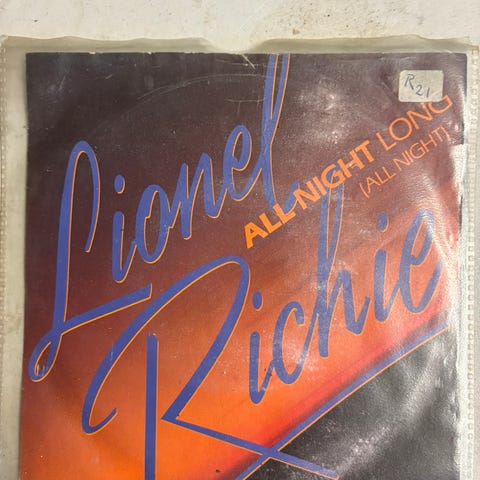 R21
Lionel
ALL NIGHT LONG
(ALL NIGHT)
Richie